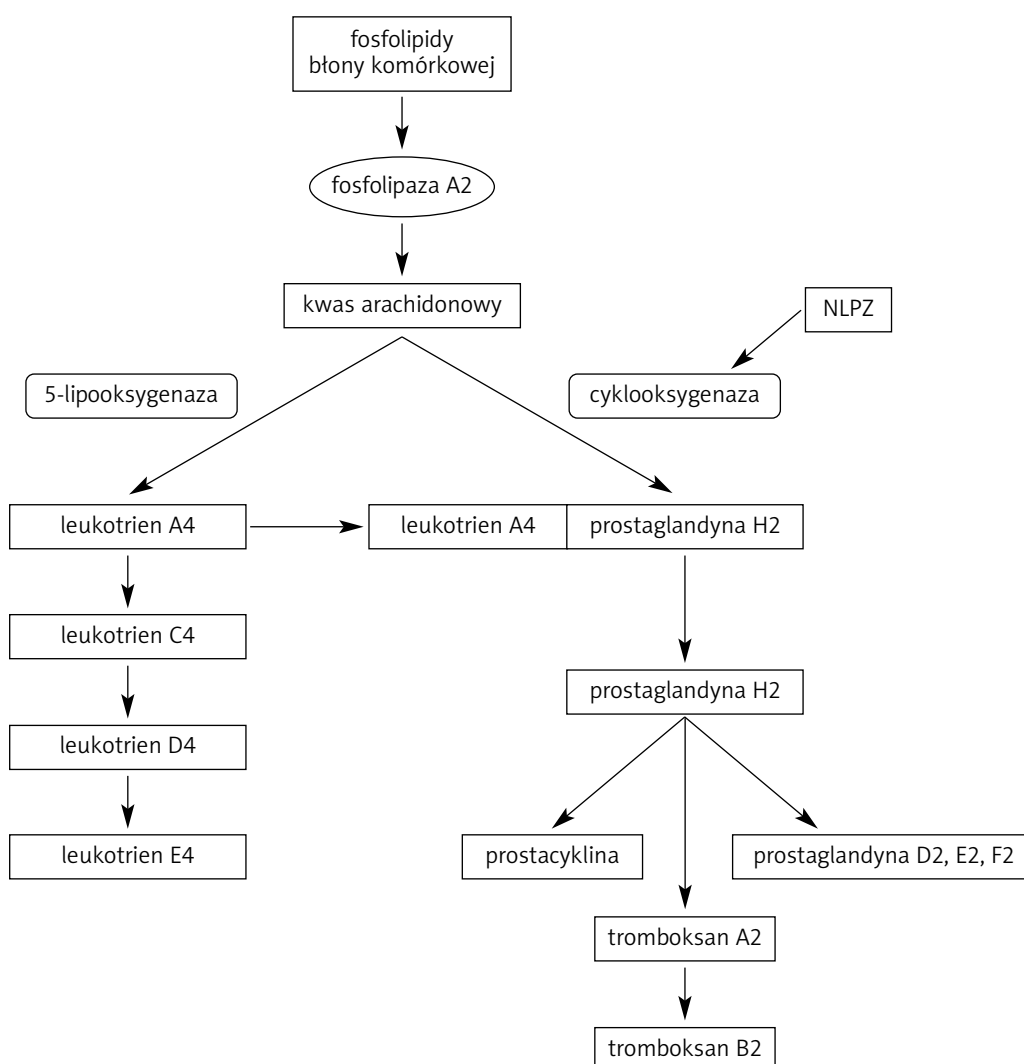 fosfolipidy
błony komórkowej
fosfolipaza A2
kwas arachidonowy
NLPZ
5-lipooksygenaza
cyklooksygenaza
leukotrien A4
leukotrien A4
prostaglandyna H2
leukotrien C4
prostaglandyna H2
leukotrien D4
leukotrien E4
prostacyklina
prostaglandyna D2, E2, F2
tromboksan A2
tromboksan B2